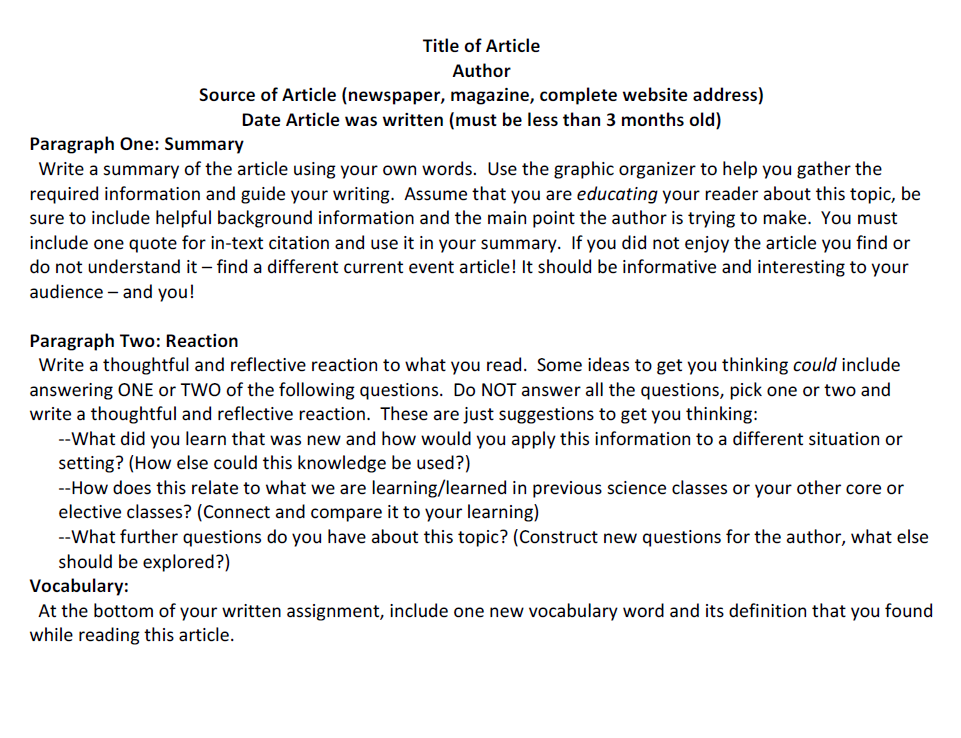 Title of Article
Author
Source of Article (newspaper, magazine, complete website address)
Date Article was written (must be less than 3 months old)
Paragraph One: Summary
Write a summary of the article using your own words. Use the graphic organizer to help you gather the
required information and guide your writing. Assume that you are educating your reader about this topic, be
sure to include helpful background information and the main point the author is trying to make. You must
include one quote for in-text citation and use it in your summary. If you did not enjoy the article you find or
do not understand it – find a different current event article! It should be informative and interesting to your
audience – and you!
Paragraph Two: Reaction
Write a thoughtful and reflective reaction to what you read. Some ideas to get you thinking could include
answering ONE or TWO of the following questions. Do NOT answer all the questions, pick one or two and
write a thoughtful and reflective reaction. These are just suggestions to get you thinking:
--What did you learn that was new and how would you apply this information to a different situation or
setting? (How else could this knowledge be used?)
--How does this relate to what we are learning/learned in previous science classes or your other core or
elective classes? (Connect and compare it to your learning)
--What further questions do you have about this topic? (Construct new questions for the author, what else
should be explored?)
Vocabulary:
At the bottom of your written assignment, include one new vocabulary word and its definition that you found
while reading this article.